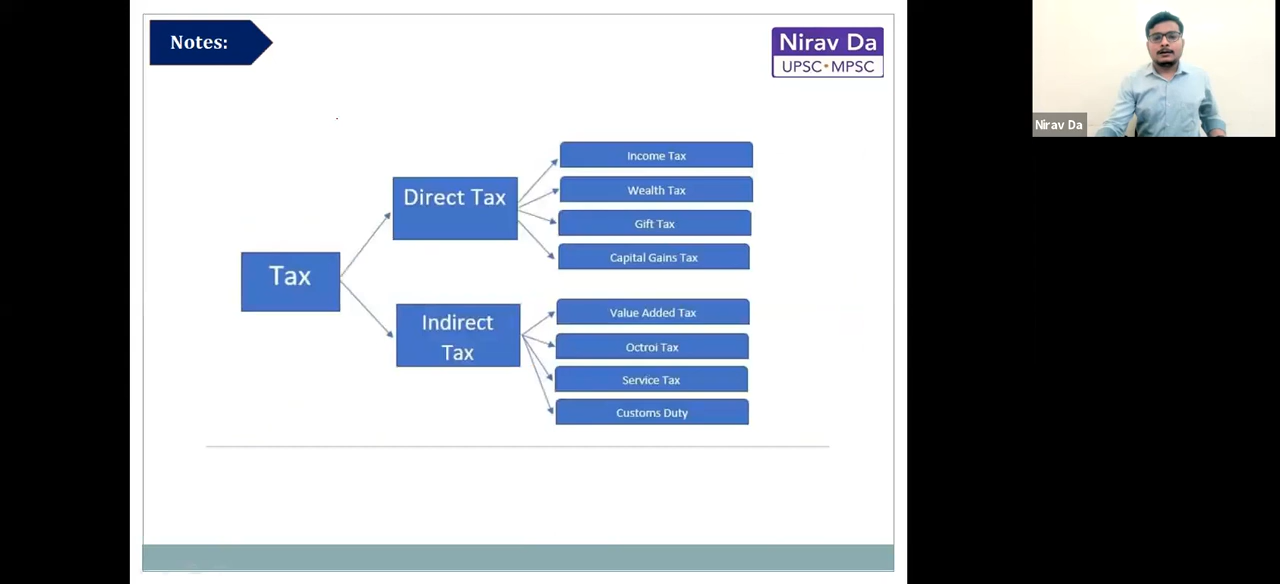 Notes:
Nirav Da
UPSC•MPSC
Nirav Da
Income Tax
Direct Tax
Wealth Tax
Gift Tax
Capital Gains Tax
Tax
Indirect
Tax
Value Added Tax
Octroi Tax
Service Tax
Customs Duty